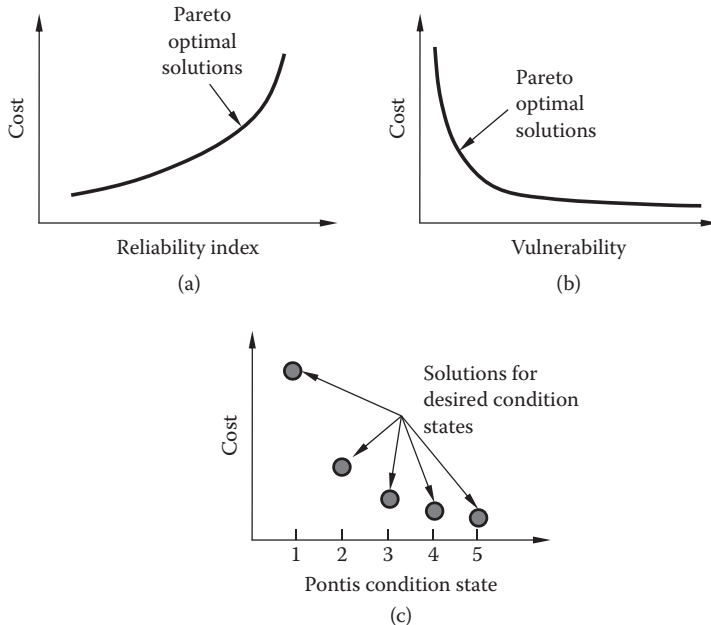 Pareto
optimal
solutions
Cost
Reliability index
(a)
Pareto
optimal
solutions
Cost
Vulnerability
(b)
Solutions for
desired condition
states
Cost
1 2 3 4 5
Pontis condition state
(c)